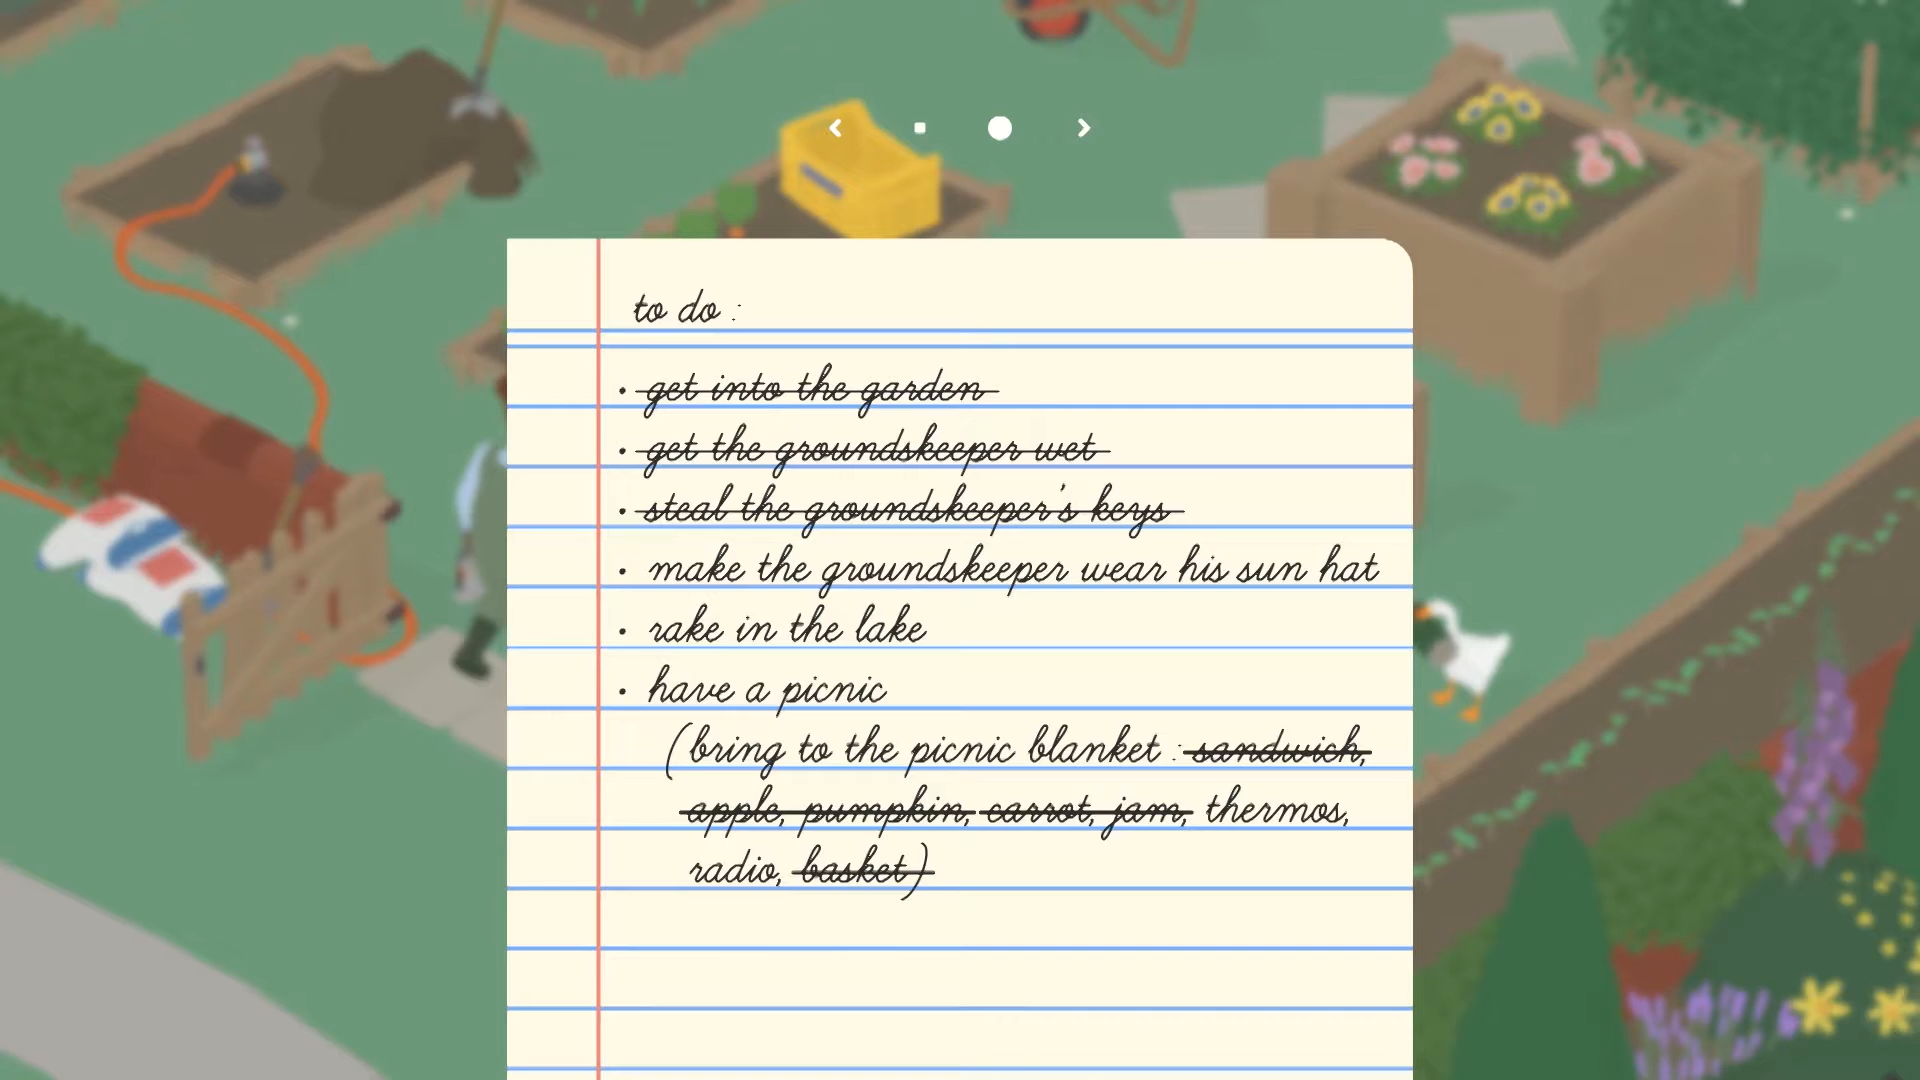 to do :
• get into the garden
• get the groundskeeper wet
• steal the groundskeeper's keys
• make the groundskeeper wear his sun hat
• rake in the lake
• have a picnic
(bring to the picnic blanket : sandwich,
apple, pumpkin, carrot, jam, thermos,
radio, basket)